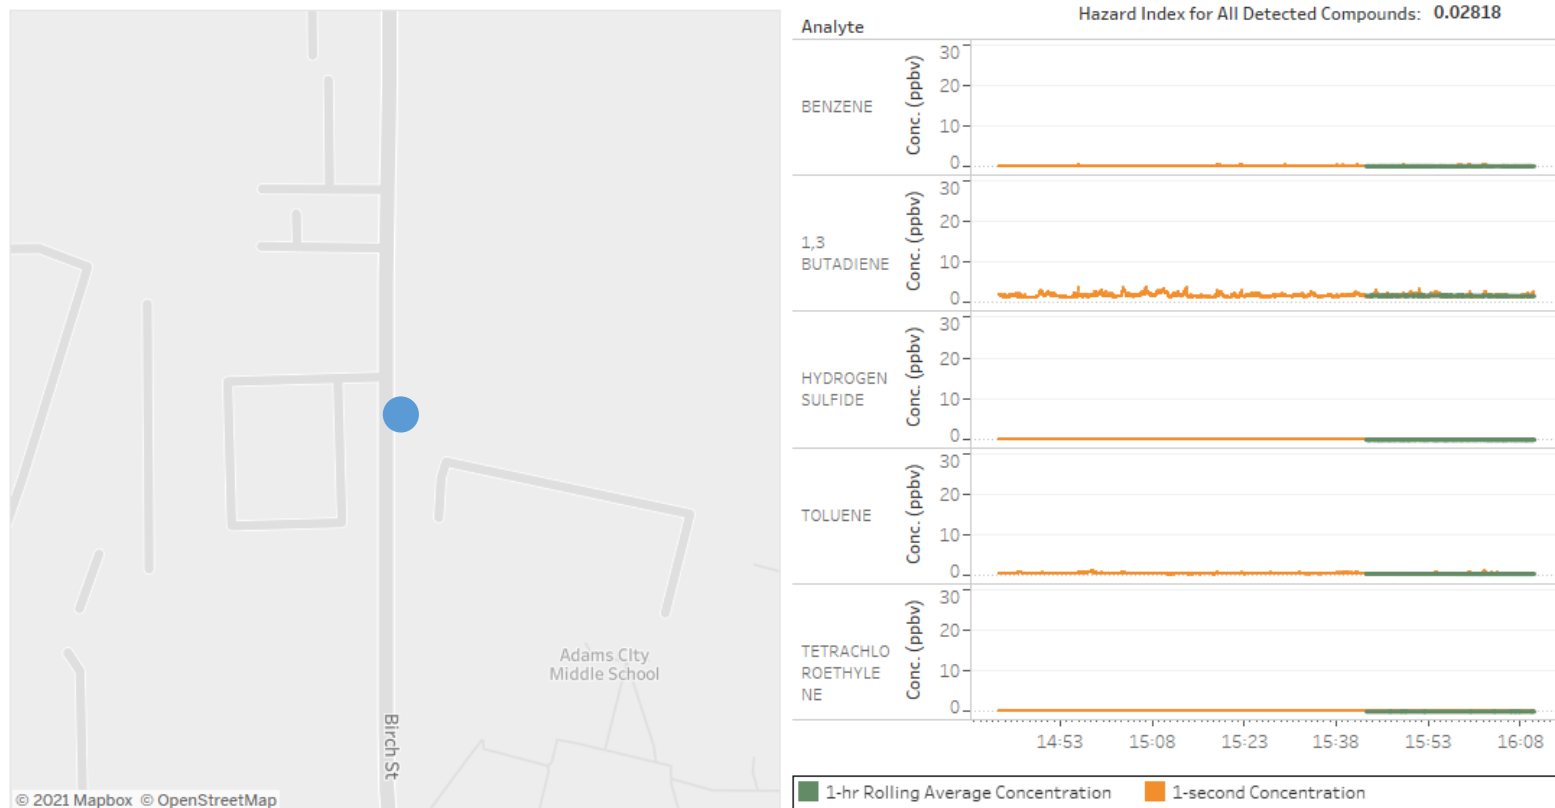 Adams City
Middle School
Birch St
© 2021 Mapbox © OpenStreetMap
Hazard Index for All Detected Compounds: 0.02818
Analyte
BENZENE
Conc. (ppbv)
30
20
10
0
1,3
BUTADIENE
Conc. (ppbv)
30
20
10
0
HYDROGEN
SULFIDE
Conc. (ppbv)
30
20
10
0
TOLUENE
Conc. (ppbv)
30
20
10
0
TETRACHLO
ROETHYLE
NE
Conc. (ppbv)
30
20
10
0
14:53 15:08 15:23 15:38 15:53 16:08
1-hr Rolling Average Concentration 1-second Concentration